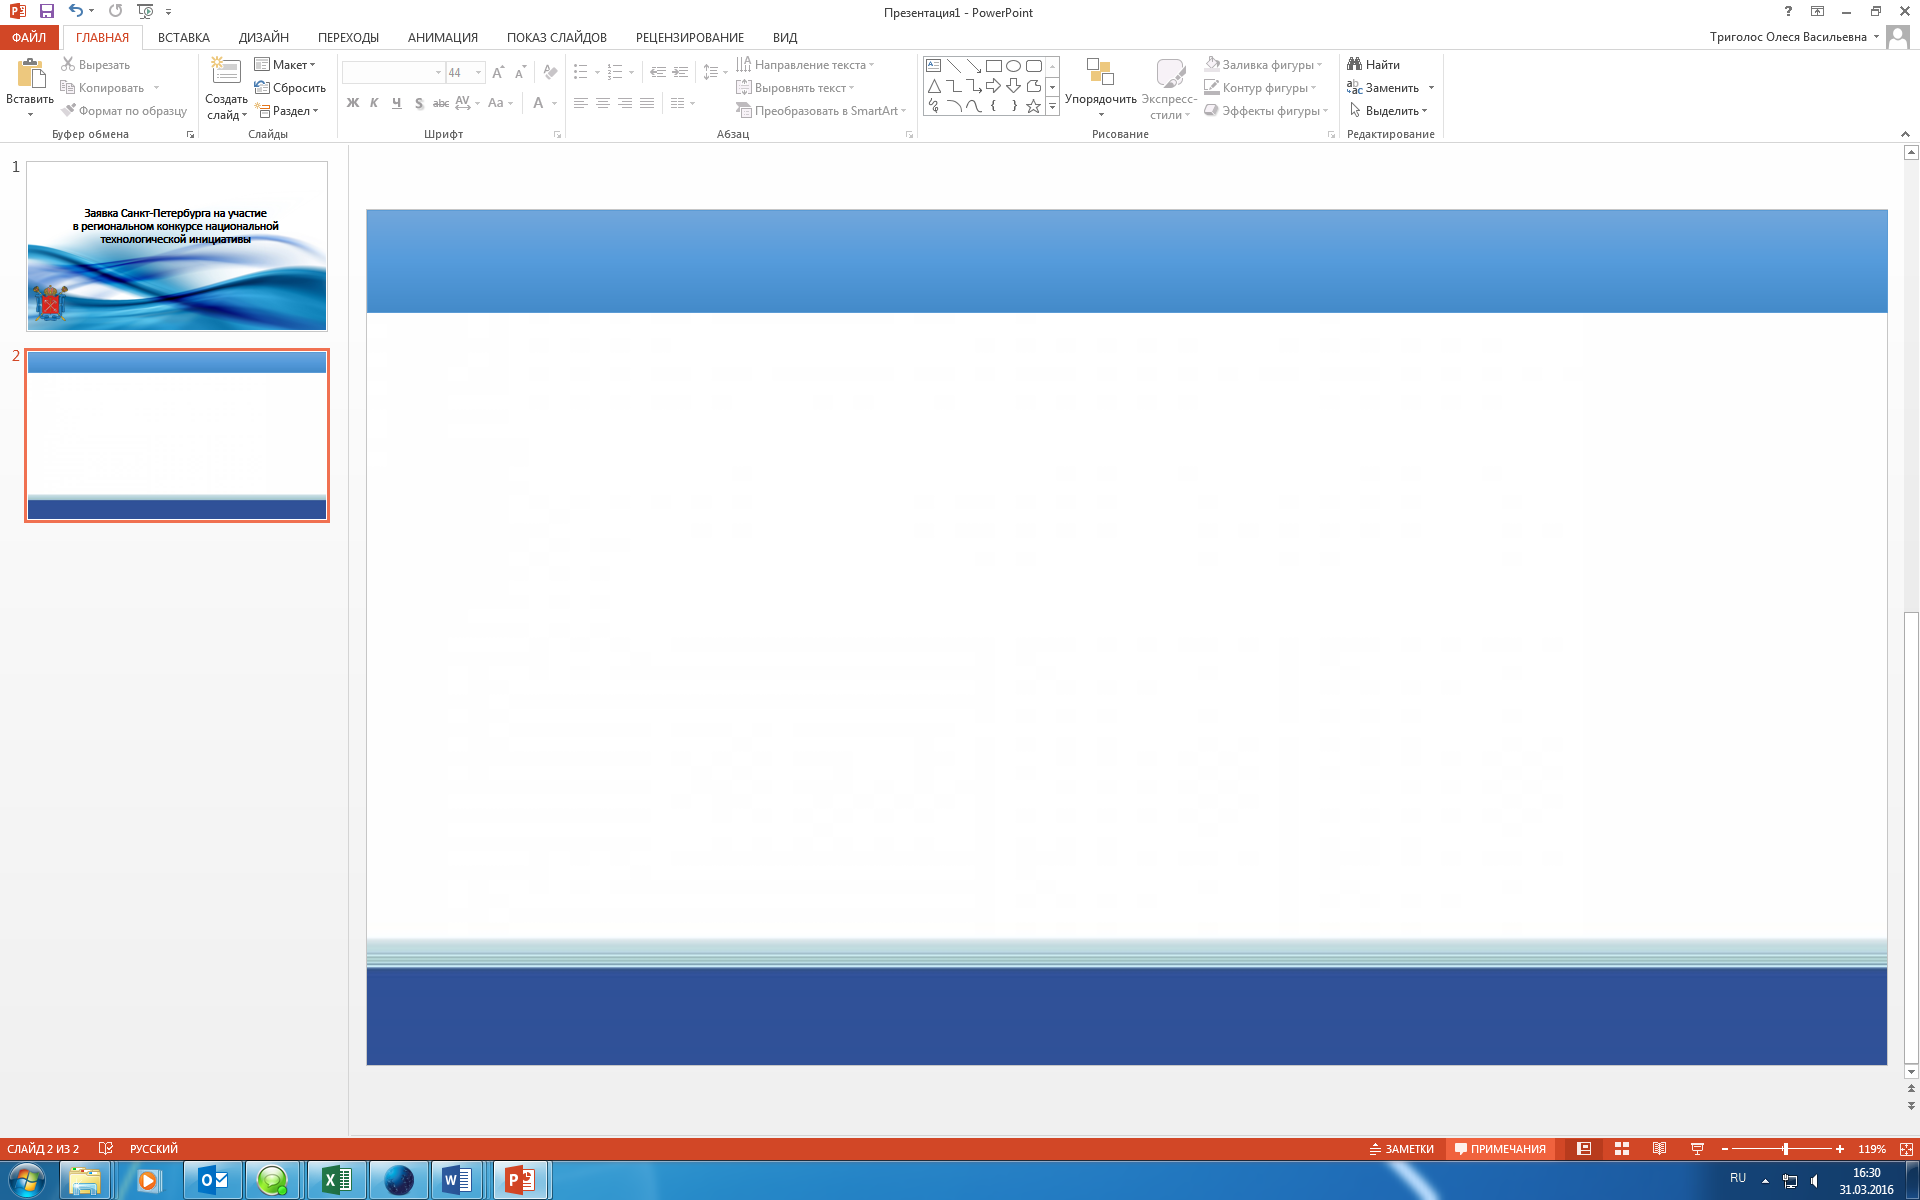 Презентация1 - PowerPoint
?
ФАЙЛ ГЛАВНАЯ ВСТАВКА ДИЗАЙН ПЕРЕХОДЫ АНИМАЦИЯ ПОКАЗ СЛАЙДОВ РЕЦЕНЗИРОВАНИЕ ВИД
Триголос Олеся Васильевна
Вставить
Вырезать
Копировать
Формат по образцу
Буфер обмена
Создать
слайд
Макет
Сбросить
Раздел
Слайды
44
Ж К Ч S abc AV Aa А
Шрифт
Направление текста
Выровнять текст
Преобразовать в SmartArt
Абзац
Упорядочить
Экспресс-
стили
Заливка фигуры
Контур фигуры
Эффекты фигуры
Рисование
Найти
Заменить
Выделить
Редактирование
1
Заявка Санкт-Петербурга на участие
в региональном конкурсе национальной
технологической инициативы
2
СЛАЙД 2 ИЗ 2 РУССКИЙ
ЗАМЕТКИ ПРИМЕЧАНИЯ 119%
RU
16:30
31.03.2016